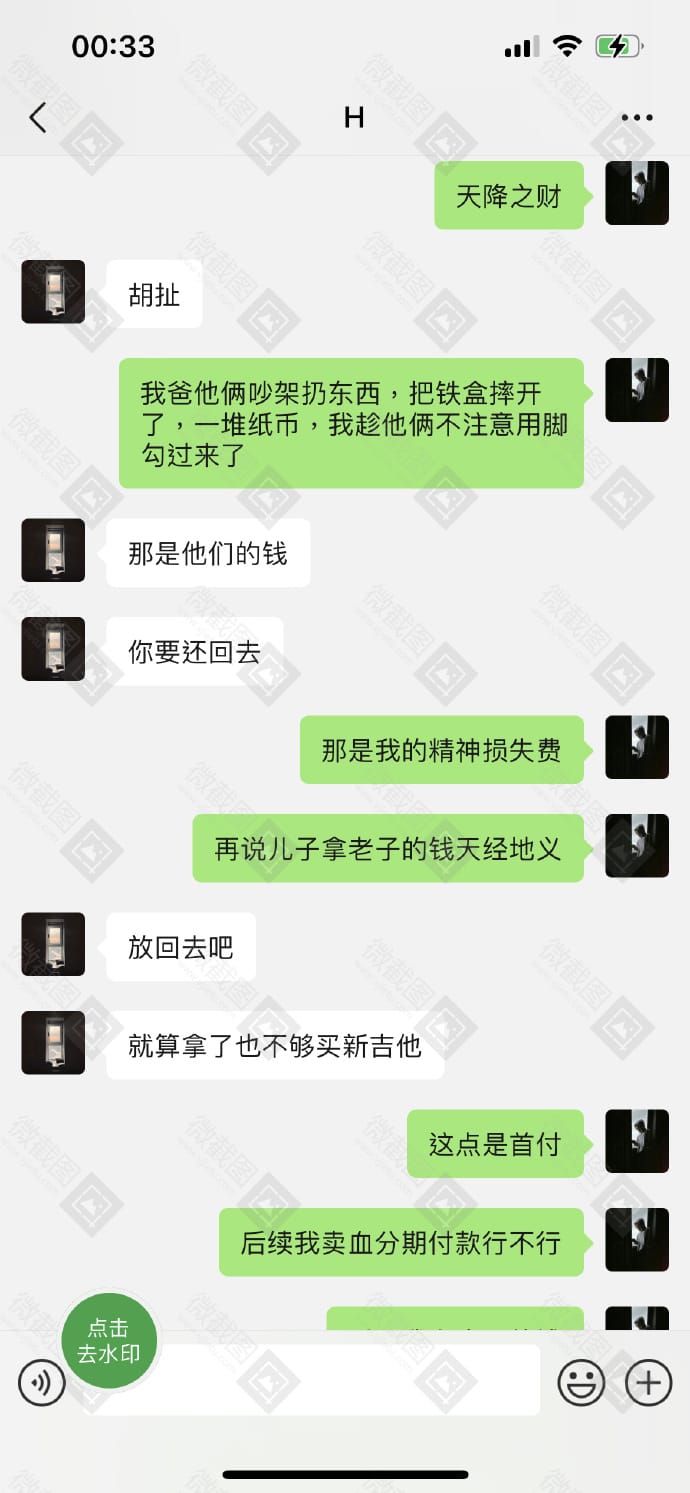 00:33
H
天降之财
胡扯
我爸他俩吵架扔东西，把铁盒摔开
了，一堆纸币，我趁他俩不注意用脚
勾过来了
那是他们的钱
你要还回去
那是我的精神损失费
再说儿子拿老子的钱天经地义
放回去吧
就算拿了也不够买新吉他
这点是首付
后续我卖血分期付款行不行
点击
去水印
微截图